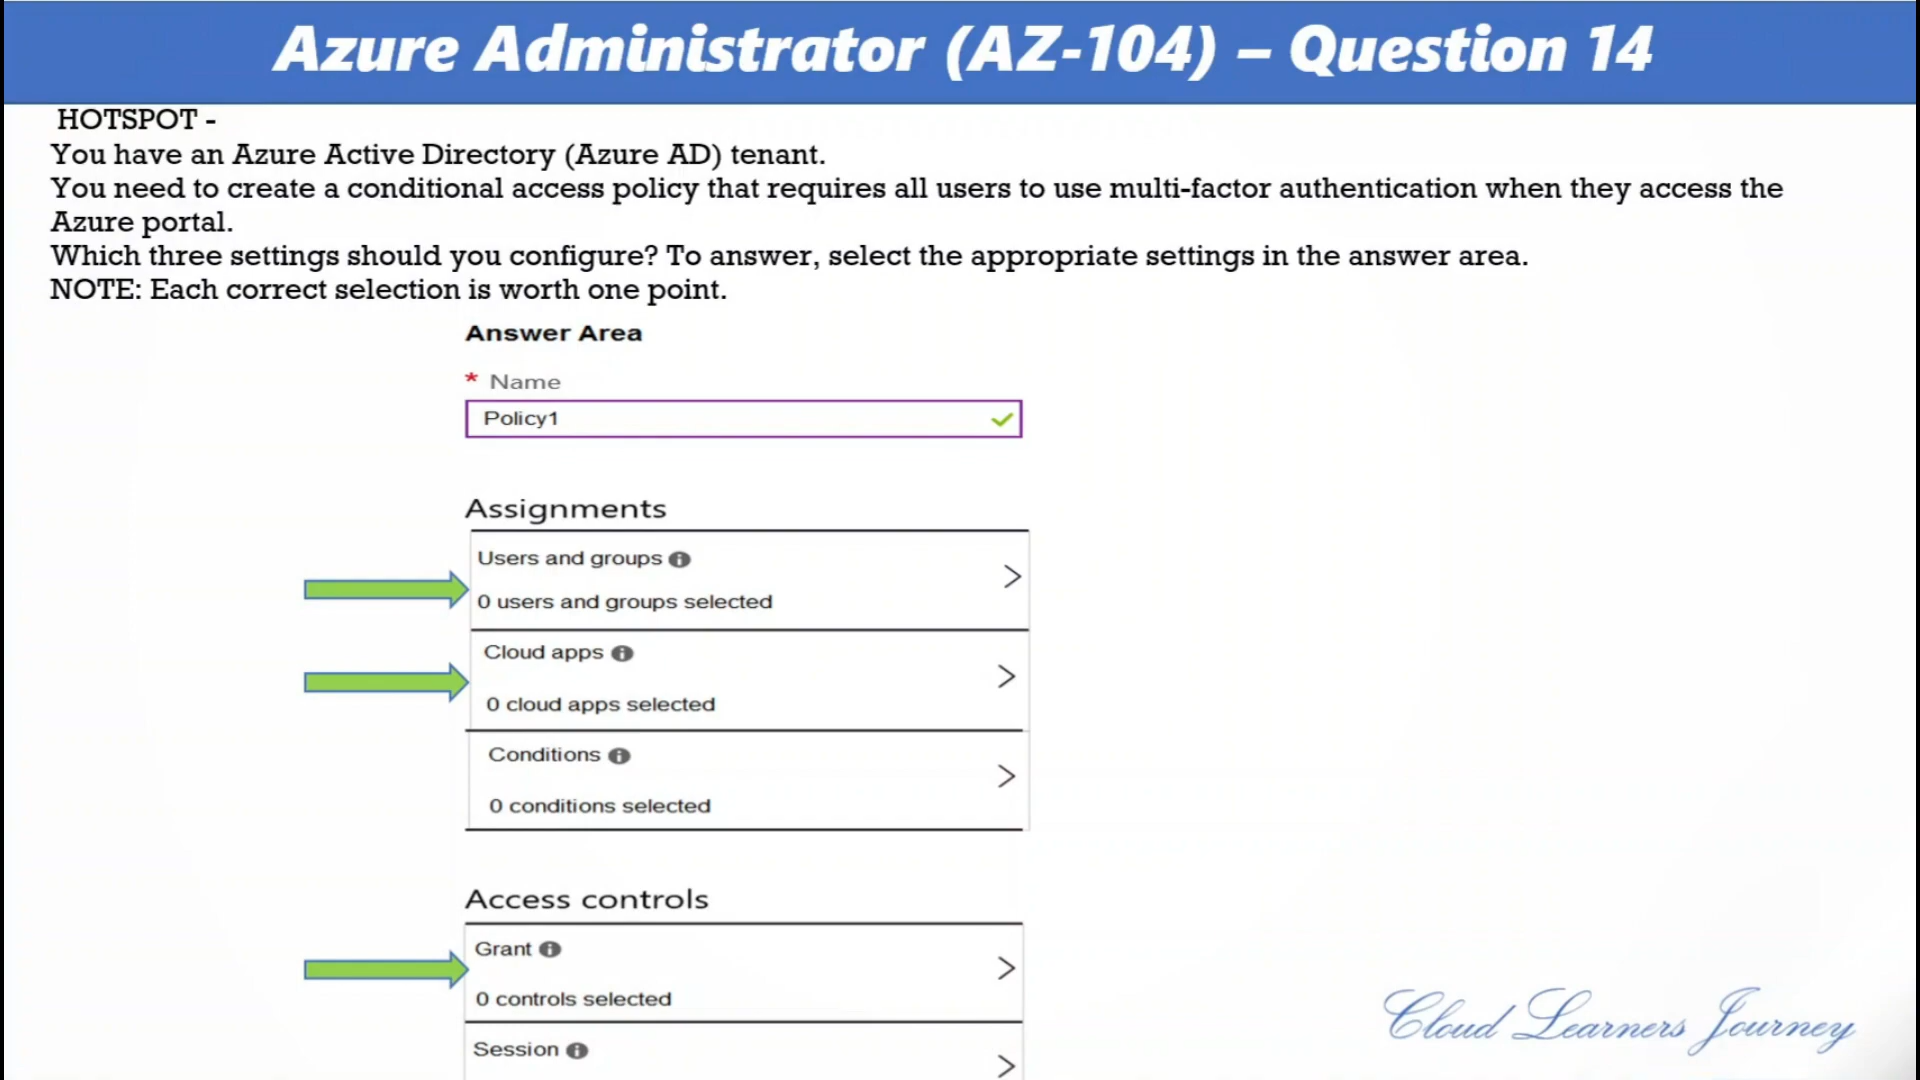 Azure Administrator (AZ-104) – Question 14
HOTSPOT -
You have an Azure Active Directory (Azure AD) tenant.
You need to create a conditional access policy that requires all users to use multi-factor authentication when they access the
Azure portal.
Which three settings should you configure? To answer, select the appropriate settings in the answer area.
NOTE: Each correct selection is worth one point.
Answer Area
* Name
Policy1
Assignments
Users and groups
0 users and groups selected
Cloud apps
0 cloud apps selected
Conditions
0 conditions selected
Access controls
Grant
0 controls selected
Session
Cloud Learners Journey